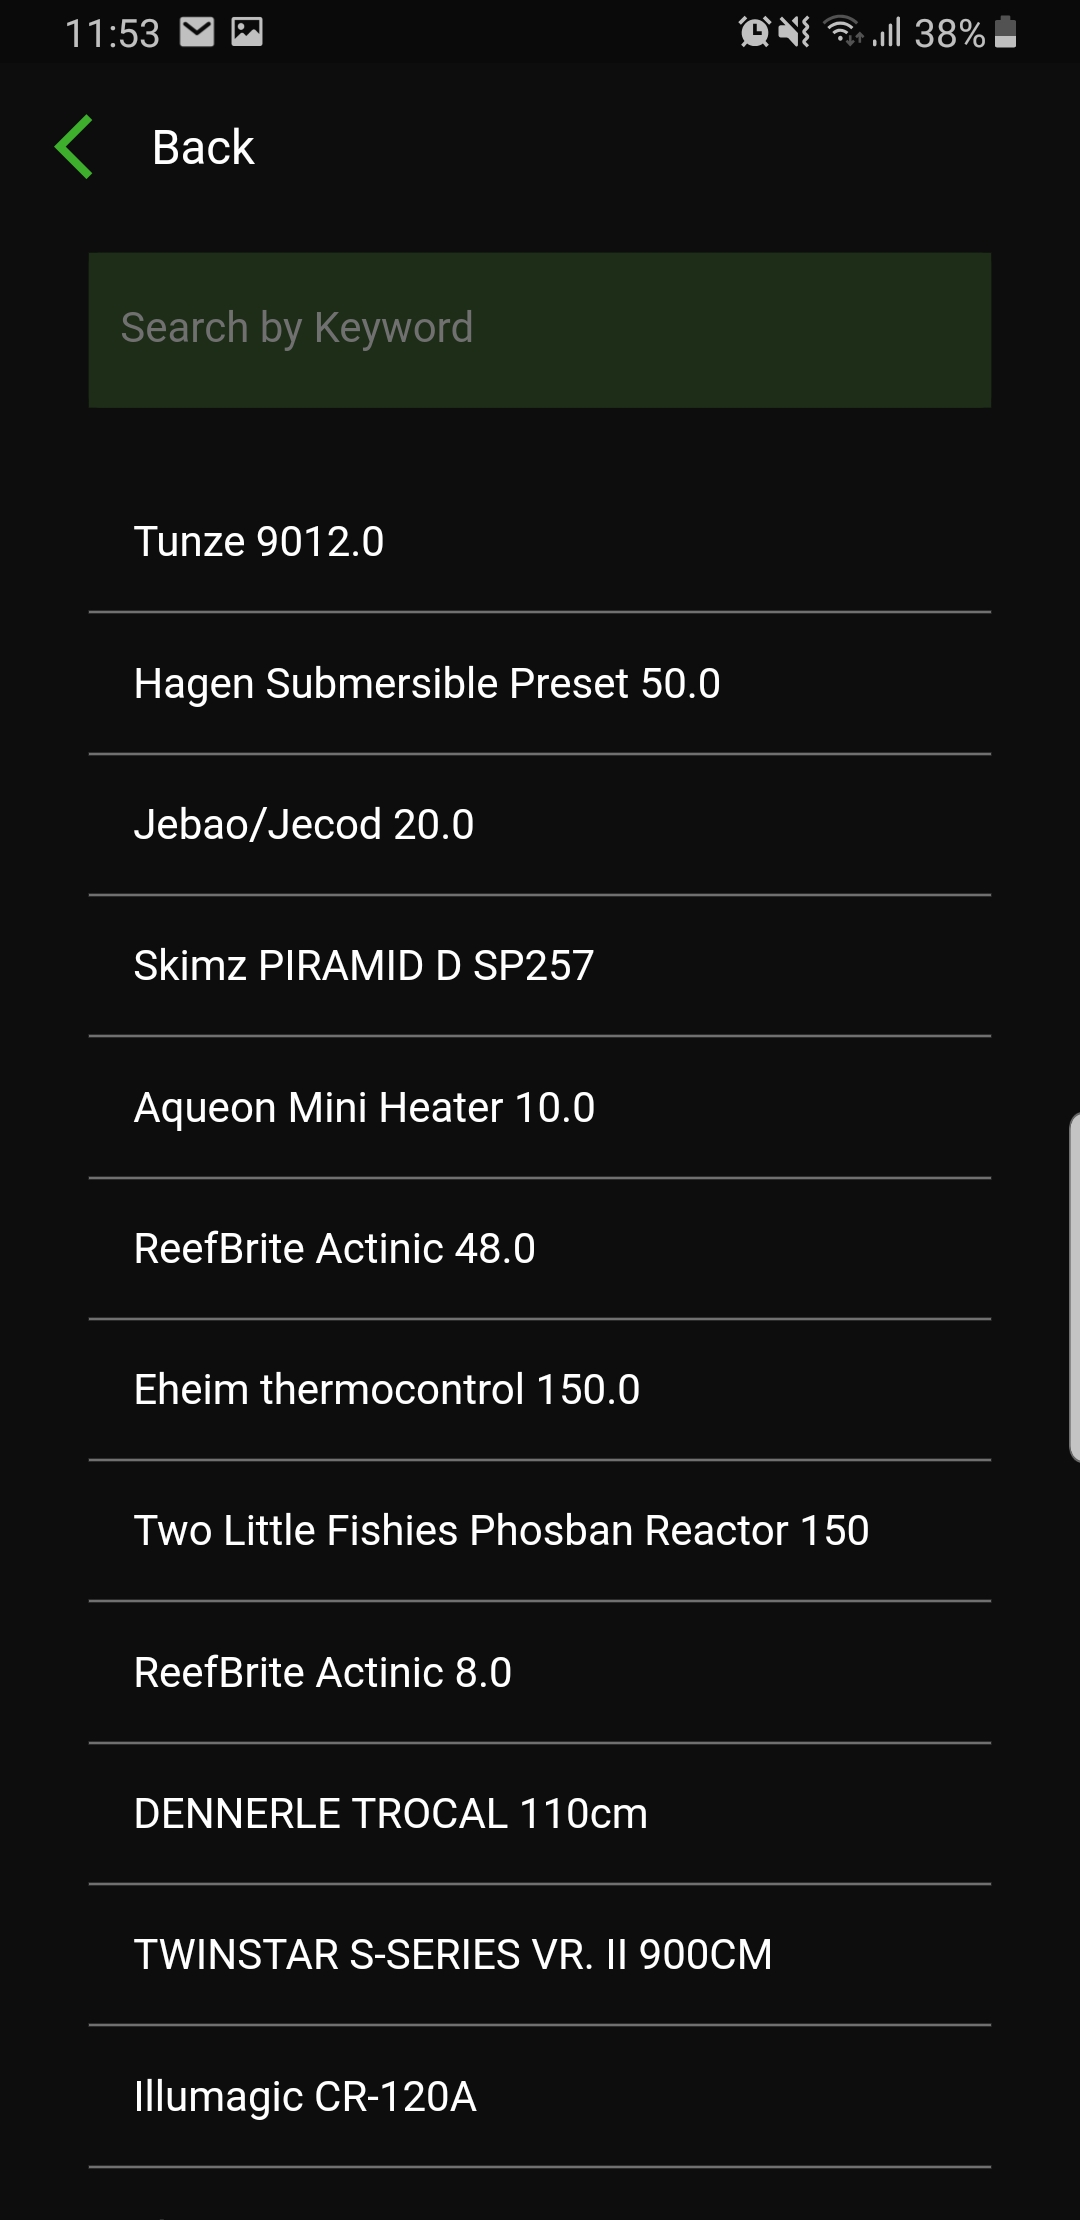 11:53
38%
Back
Search by Keyword
Tunze 9012.0
Hagen Submersible Preset 50.0
Jebao/Jecod 20.0
Skimz PIRAMID D SP257
Aqueon Mini Heater 10.0
ReefBrite Actinic 48.0
Eheim thermocontrol 150.0
Two Little Fishies Phosban Reactor 150
ReefBrite Actinic 8.0
DENNERLE TROCAL 110cm
TWINSTAR S-SERIES VR. II 900CM
Illumagic CR-120A